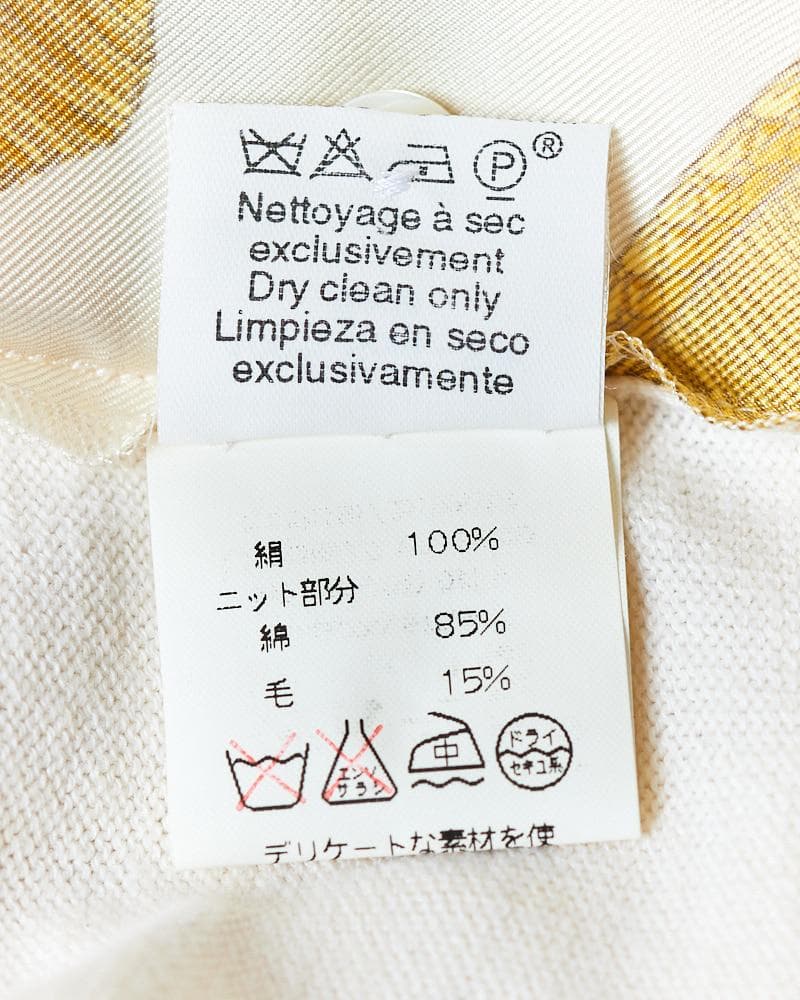 P ®
Nettoyage à sec
exclusivement
Dry clean only
Limpieza en seco
exclusivamente
絹 100%
ニット部分
綿 85%
毛 15%
エンソ
サラシ
中
ドライ
セキユ系
デリケートな素材を使